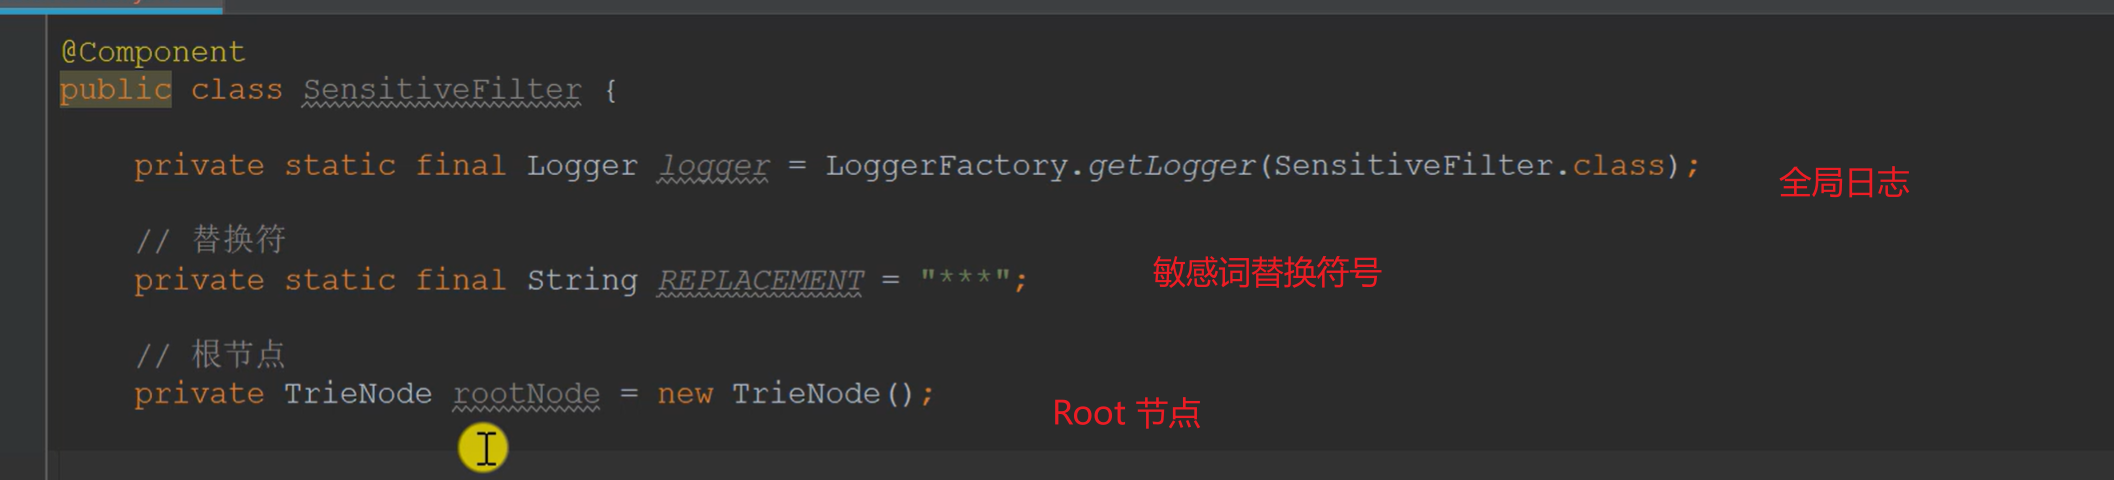 @Component
public class SensitiveFilter {
private static final Logger logger = LoggerFactory.getLogger(SensitiveFilter.class);
全局日志
// 替换符
private static final String REPLACEMENT = "***";
敏感词替换符号
// 根节点
private TrieNode rootNode = new TrieNode();
Root 节点